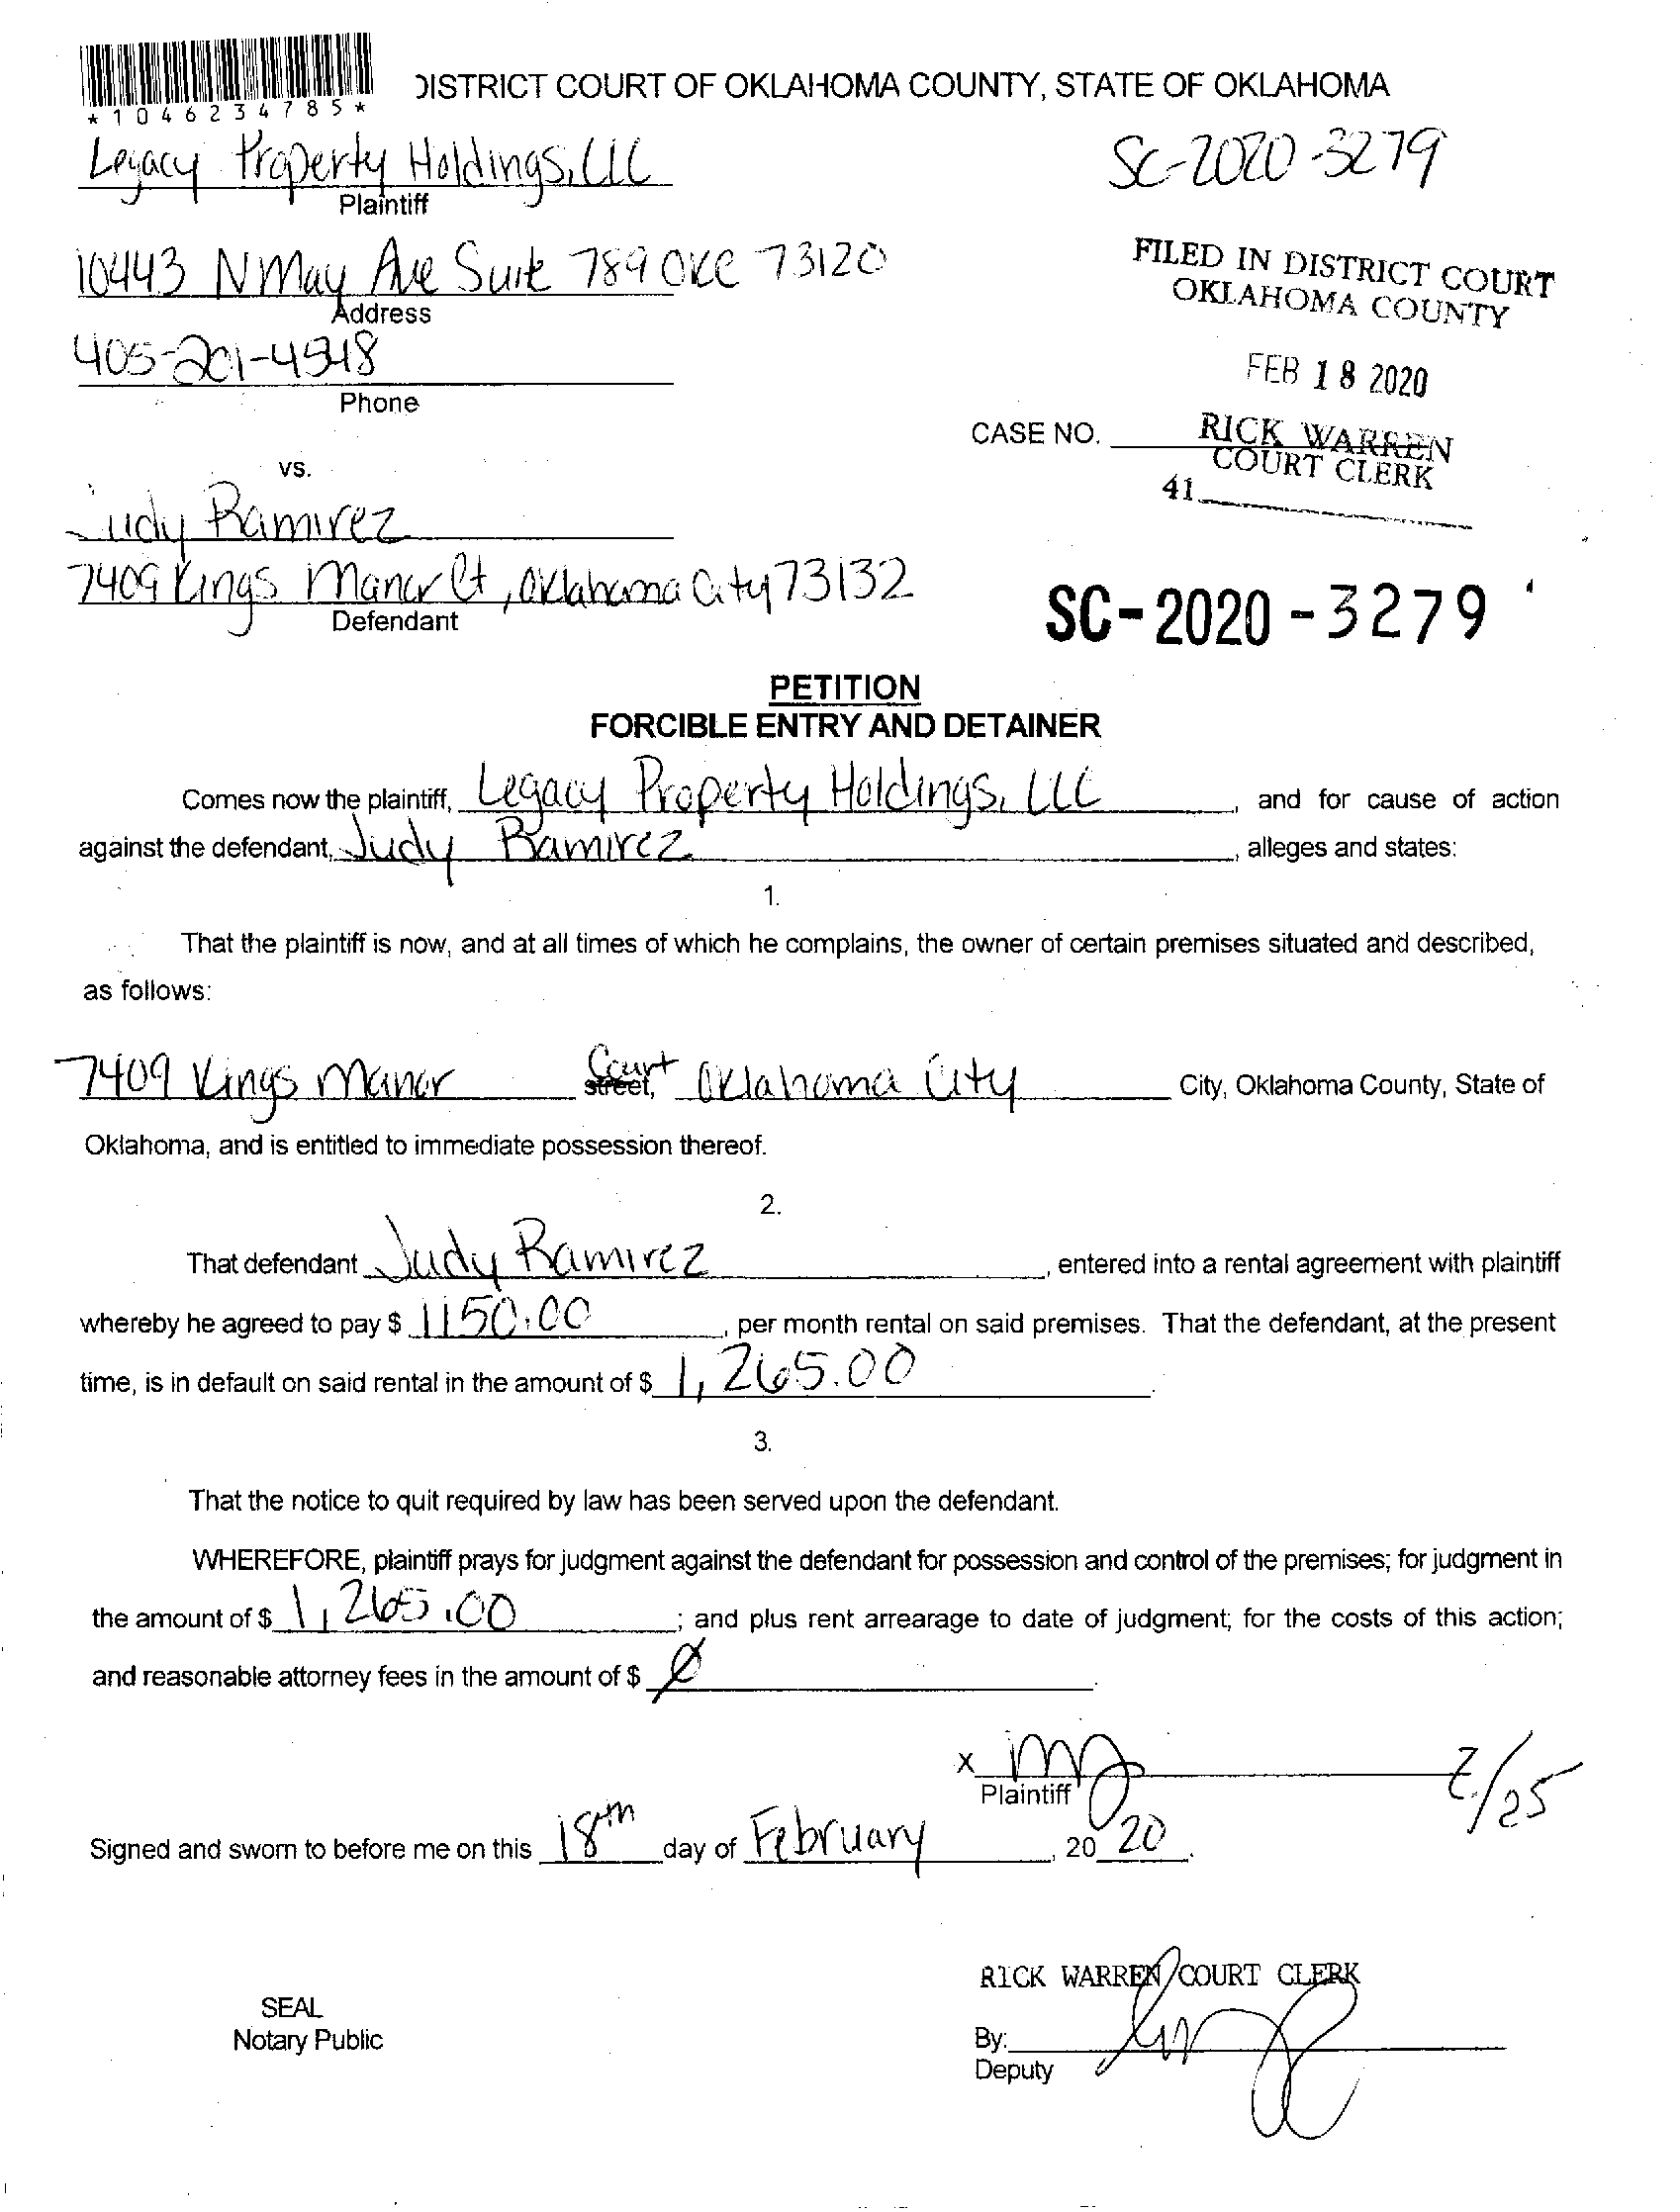 *1046234785*
DISTRICT COURT OF OKLAHOMA COUNTY, STATE OF OKLAHOMA
Legacy Property Holdings, LLC
Plaintiff
SC-2020-3279
10443 N May Ave Suite 789 OKC 73120
Address
FILED IN DISTRICT COURT
OKLAHOMA COUNTY
405-201-4948
Phone
FEB 18 2020
CASE NO.
RICK WARREN
COURT CLERK
41
vs.
Judy Ramirez
7409 Kings Manor Ct, Oklahoma City 73132
Defendant
SC-2020-3279
PETITION
FORCIBLE ENTRY AND DETAINER
Comes now the plaintiff, Legacy Property Holdings, LLC, and for cause of action
against the defendant, Judy Ramirez, alleges and states:
1.
That the plaintiff is now, and at all times of which he complains, the owner of certain premises situated and described,
as follows:
7409 Kings Manor Court street, Oklahoma City City, Oklahoma County, State of
Oklahoma, and is entitled to immediate possession thereof.
2.
That defendant Judy Ramirez, entered into a rental agreement with plaintiff
whereby he agreed to pay $ 1150.00, per month rental on said premises. That the defendant, at the present
time, is in default on said rental in the amount of $ 1,265.00.
3.
That the notice to quit required by law has been served upon the defendant.
WHEREFORE, plaintiff prays for judgment against the defendant for possession and control of the premises; for judgment in
the amount of $ 1,265.00; and plus rent arrearage to date of judgment; for the costs of this action;
and reasonable attorney fees in the amount of $ Ø.
X
Plaintiff
2/25
Signed and sworn to before me on this 18th day of February, 20 20.
RICK WARREN COURT CLERK
SEAL
Notary Public
By:
Deputy